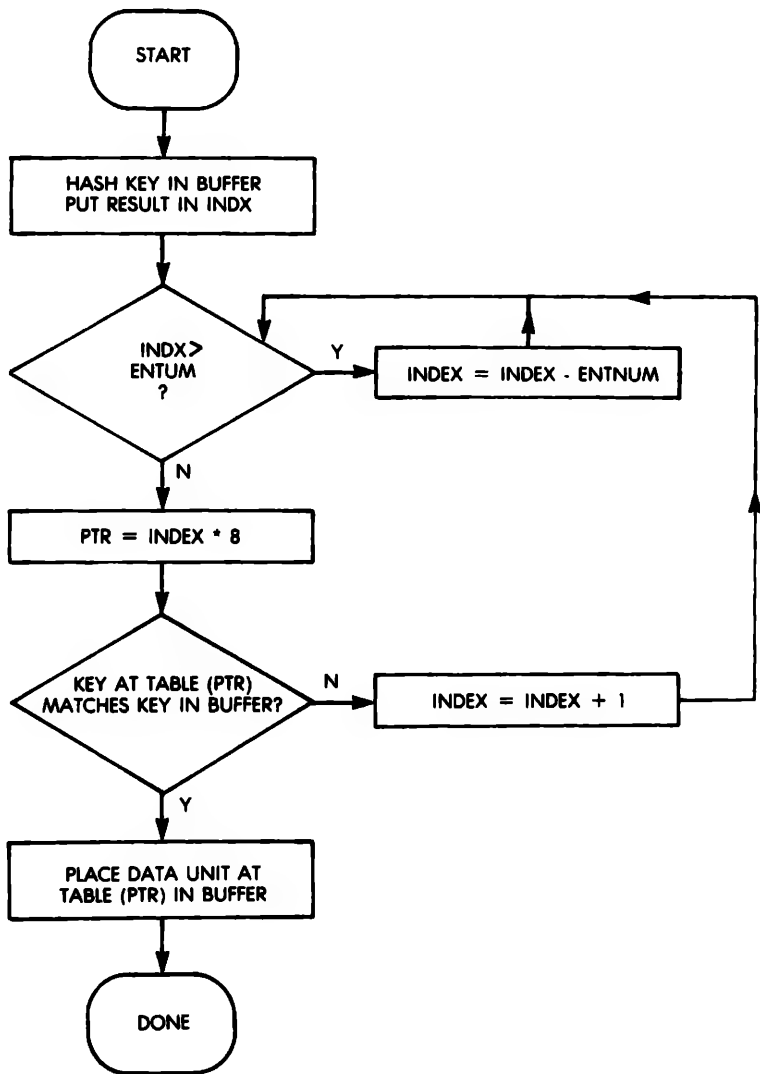 START
HASH KEY IN BUFFER
PUT RESULT IN INDX
INDX>
ENTUM
?
Y
INDEX = INDEX - ENTNUM
N
PTR = INDEX * 8
KEY AT TABLE (PTR)
MATCHES KEY IN BUFFER?
N
INDEX = INDEX + 1
Y
PLACE DATA UNIT AT
TABLE (PTR) IN BUFFER
DONE